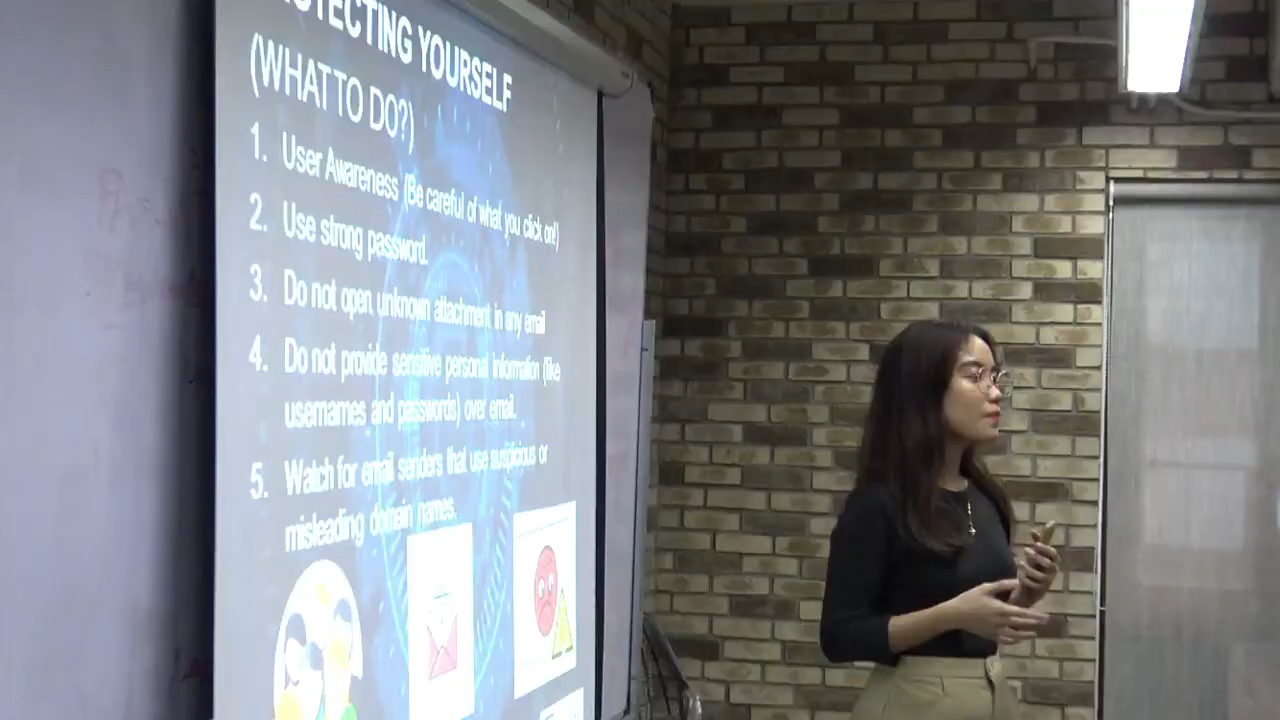 PROTECTING YOURSELF
(WHAT TO DO?)
1. User Awareness (Be careful of what you click on!)
2. Use strong password.
3. Do not open unknown attachment in any email
4. Do not provide sensitive personal information (like
usernames and passwords) over email.
5. Watch for email senders that use suspicious or
misleading domain names.